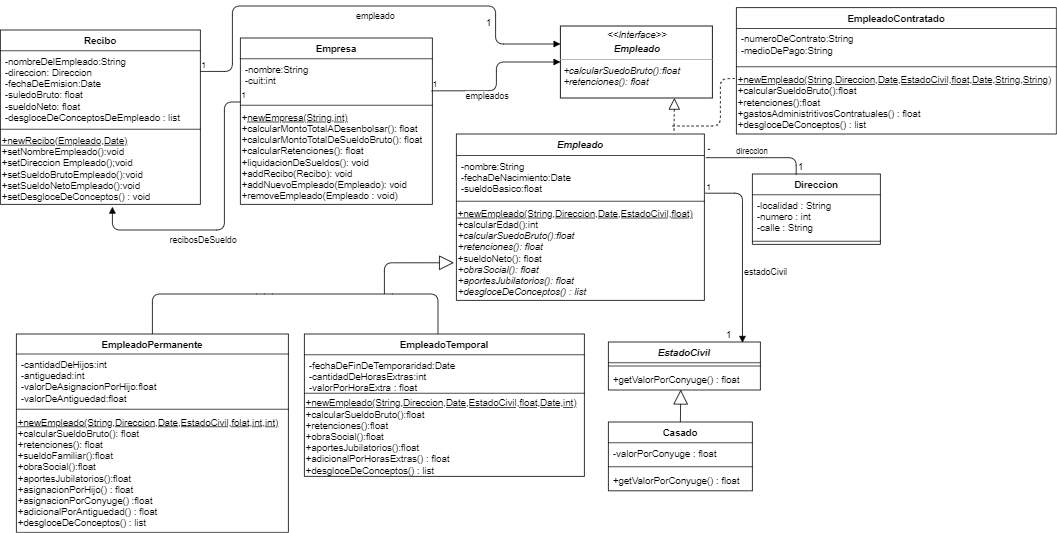 Recibo
-nombreDelEmpleado:String
-direccion: Direccion
-fechaDeEmision:Date
-suledoBruto: float
-sueldoNeto: float
-desgloceDeConceptosDeEmpleado : list
+newRecibo(Empleado,Date)
+setNombreEmpleado():void
+setDireccion Empleado();void
+setSueldoBrutoEmpleado():void
+setSueldoNetoEmpleado():void
+setDesgloceDeConceptos() : void
1
empleado
1
Empresa
-nombre:String
-cuit:int
+newEmpresa(String,int)
+calcularMontoTotalADesenbolsar(): float
+calcularMontoTotalDeSueldoBruto(): float
+calcularRetenciones(): float
+liquidacionDeSueldos(): void
+addRecibo(Recibo): void
+addNuevoEmpleado(Empleado): void
+removeEmpleado(Empleado : void)
1
1
empleados
recibosDeSueldo
<<Interface>>
Empleado
+calcularSuedoBruto():float
+retenciones(): float
EmpleadoContratado
-numeroDeContrato:String
-medioDePago:String
+newEmpleado(String,Direccion,Date,EstadoCivil,float,Date,String,String)
+calcularSueldoBruto():float
+retenciones():float
+gastosAdministritivosContratuales() : float
+desgloceDeConceptos() : list
Empleado
-nombre:String
-fechaDeNacimiento:Date
-sueldoBasico:float
+newEmpleado(String,Direccion,Date,EstadoCivil,float)
+calcularEdad():int
+calcularSuedoBruto():float
+retenciones(): float
+sueldoNeto(): float
+obraSocial(): float
+aportesJubilatorios(): float
+desgloceDeConceptos() : list
-
direccion
1
Direccion
-localidad : String
-numero : int
-calle : String
1
estadoCivil
1
EmpleadoPermanente
-cantidadDeHijos:int
-antiguedad:int
-valorDeAsignacionPorHijo:float
-valorDeAntiguedad:float
+newEmpleado(String,Direccion,Date,EstadoCivil,folat,int,int)
+calcularSueldoBruto(): float
+retenciones(): float
+sueldoFamiliar(): float
+obraSocial():float
+aportesJubilatorios():float
+asignacionPorHijo() : float
+asignacionPorConyuge() :float
+adicionalPorAntiguedad() : float
+desgloceDeConceptos() : list
EmpleadoTemporal
-fechaDeFinDeTemporaridad:Date
-cantidadDeHorasExtras:int
-valorPorHoraExtra : float
+newEmpleado(String,Direccion,Date,EstadoCivil,float,Date,int)
+calcularSueldoBruto():float
+retenciones():float
+obraSocial():float
+aportesJubilatorios():float
+adicionalPorHorasExtras() : float
+desgloceDeConceptos() : list
EstadoCivil
+getValorPorConyuge() : float
Casado
-valorPorConyuge : float
+getValorPorConyuge() : float